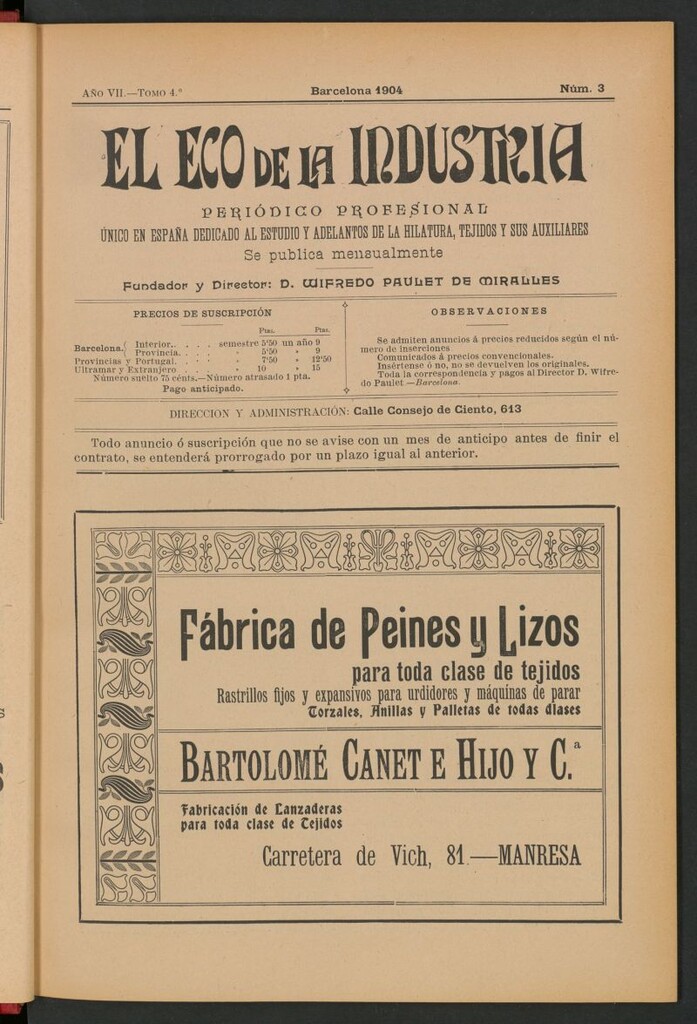 AÑO VII.—TOMO 4.º Barcelona 1904 Núm. 3
EL ECO DE LA INDUSTRIA
PERIÓDICO PROFESIONAL
ÚNICO EN ESPAÑA DEDICADO AL ESTUDIO Y ADELANTOS DE LA HILATURA, TEJIDOS Y SUS AUXILIARES
Se publica mensualmente
Fundador y Director: D. WIFREDO PAULET DE MIRALLES
PRECIOS DE SUSCRIPCIÓN
Ptas. Ptas.
Barcelona. { Interior.. . . . semestre 5'50 un año 9
Provincia. . . . » 5'50 » 9
Provincias y Portugal. . . . » 7'50 » 12'50
Ultramar y Extranjero . . . » 10 » 15
Número suelto 75 cénts.—Número atrasado 1 pta.
Pago anticipado.
OBSERVACIONES
Se admiten anuncios á precios reducidos según el nú-
mero de inserciones
Comunicados á precios convencionales.
Insértense ó no, no se devuelven los originales.
Toda la correspondencia y pagos al Director D. Wifre-
do Paulet.—Barcelona.
DIRECCION Y ADMINISTRACIÓN: Calle Consejo de Ciento, 613
Todo anuncio ó suscripción que no se avise con un mes de anticipo antes de finir el
contrato, se entenderá prorrogado por un plazo igual al anterior.
Fábrica de Peines y Lizos
para toda clase de tejidos
Rastrillos fijos y expansivos para urdidores y máquinas de parar
Torzales, Anillas y Palletas de todas dlases
BARTOLOMÉ CANET E HIJO Y C.ª
Fabricación de Lanzaderas
para toda clase de Tejidos
Carretera de Vich, 81.—MANRESA